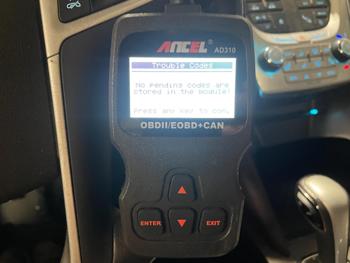 ANCEL®
AD310
Trouble Codes
No pending codes are
stored in the module!
Press any key to con.
OBDII/EOBD+CAN
ENTER
EXIT